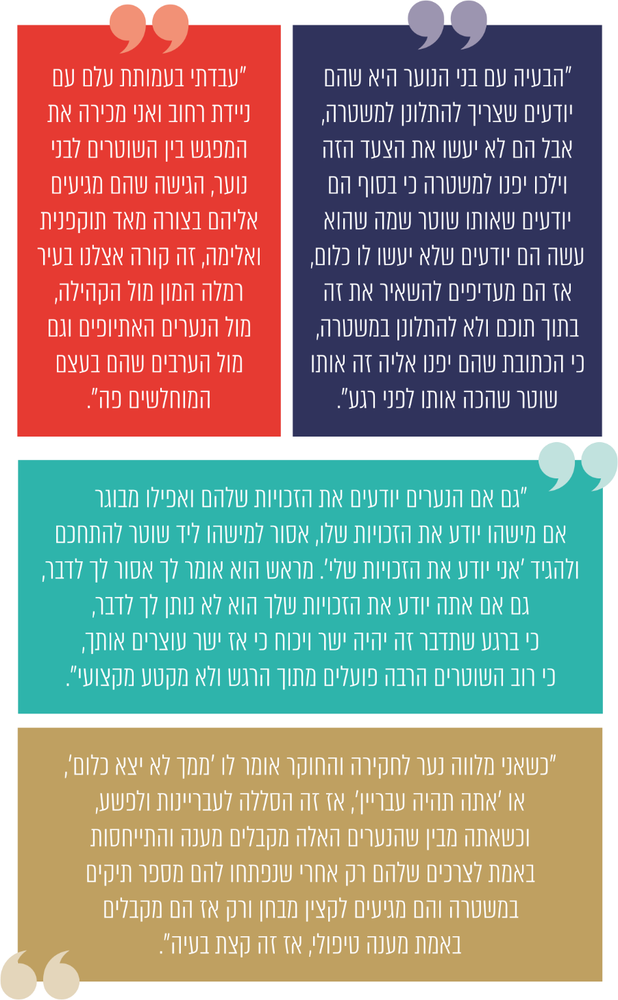 "הבעיה עם בני הנוער היא שהם
יודעים שצריך להתלונן למשטרה,
אבל הם לא יעשו את הצעד הזה
וילכו יפנו למשטרה כי בסוף הם
יודעים שאותו שוטר שמה שהוא
עשה הם יודעים שלא יעשו לו כלום,
אז הם מעדיפים להשאיר את זה
בתוך תוכם ולא להתלונן במשטרה,
כי הכתובת שהם יפנו אליה זה אותו
שוטר שהכה אותו לפני רגע".
"עבדתי בעמותת עלם עם
ניידת רחוב ואני מכירה את
המפגש בין השוטרים לבני
נוער, הגישה שהם מגיעים
אליהם בצורה מאד תוקפנית
ואלימה, זה קורה אצלנו בעיר
רמלה המון מול הקהילה,
מול הנערים האתיופים וגם
מול הערבים שהם בעצם
המוחלשים פה".
"גם אם הנערים יודעים את הזכויות שלהם ואפילו מבוגר
אם מישהו יודע את הזכויות שלו, אסור למישהו ליד שוטר להתחכם
ולהגיד 'אני יודע את הזכויות שלי'. מראש הוא אומר לך אסור לך לדבר,
גם אם אתה יודע את הזכויות שלך הוא לא נותן לך לדבר,
כי ברגע שתדבר זה יהיה ישר ויכוח כי אז ישר עוצרים אותך,
כי רוב השוטרים הרבה פועלים מתוך הרגש ולא מקטע מקצועי".
"כשאני מלווה נער לחקירה והחוקר אומר לו 'ממך לא יצא כלום',
או 'אתה תהיה עבריין', אז זה הסללה לעבריינות ולפשע,
וכשאתה מבין שהנערים האלה מקבלים מענה והתייחסות
באמת לצרכים שלהם רק אחרי שנפתחו להם מספר תיקים
במשטרה והם מגיעים לקצין מבחן ורק אז הם מקבלים
באמת מענה טיפולי, אז זה קצת בעיה".